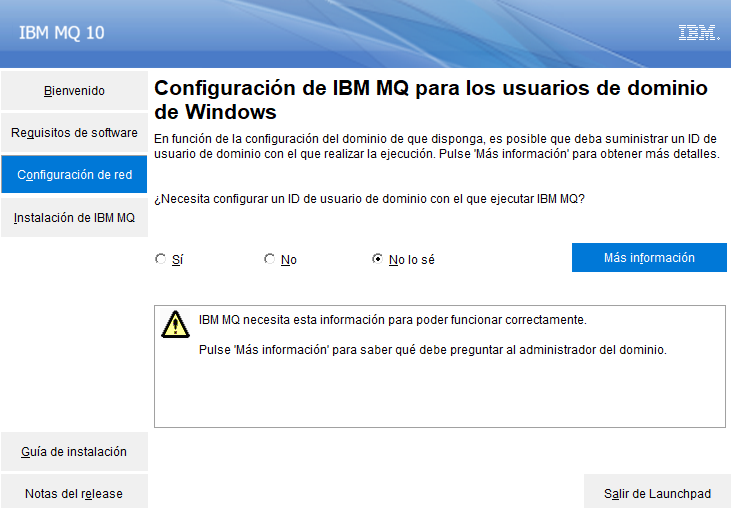 IBM MQ 10
IBM.
Bienvenido
Requisitos de software
Configuración de red
Instalación de IBM MQ
Configuración de IBM MQ para los usuarios de dominio
de Windows
En función de la configuración del dominio de que disponga, es posible que deba suministrar un ID de
usuario de dominio con el que realizar la ejecución. Pulse 'Más información' para obtener más detalles.
¿Necesita configurar un ID de usuario de dominio con el que ejecutar IBM MQ?
Sí
No
No lo sé
Más información
IBM MQ necesita esta información para poder funcionar correctamente.
Pulse 'Más información' para saber qué debe preguntar al administrador del dominio.
Guía de instalación
Notas del release
Salir de Launchpad